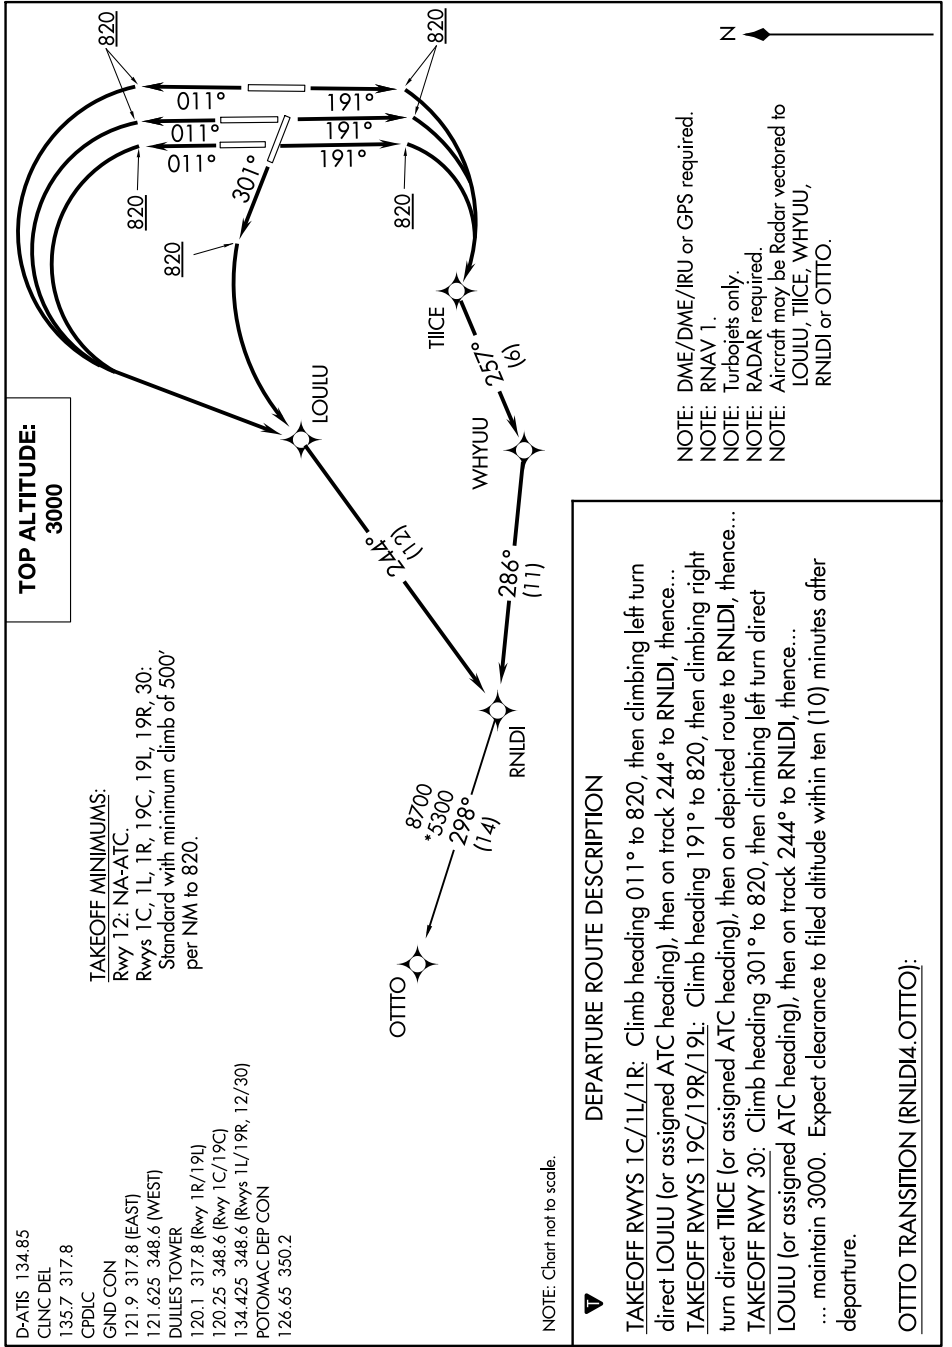 D-ATIS 134.85
CLNC DEL
135.7 317.8
CPDLC
GND CON
121.9 317.8 (EAST)
121.625 348.6 (WEST)
DULLES TOWER
120.1 317.8 (Rwy 1R/19L)
120.25 348.6 (Rwy 1C/19C)
134.425 348.6 (Rwys 1L/19R, 12/30)
POTOMAC DEP CON
126.65 350.2
TAKEOFF MINIMUMS:
Rwy 12: NA-ATC.
Rwys 1C, 1L, 1R, 19C, 19L, 19R, 30:
Standard with minimum climb of 500'
per NM to 820.
TOP ALTITUDE:
3000
820
820
820
820
820
011°
011°
011°
191°
191°
191°
301°
LOULU
244°
(12)
TIICE
257°
(6)
WHYUU
286°
(11)
RNLDI
8700
*5300
298°
(14)
OTTTO
N
NOTE: Chart not to scale.
NOTE: DME/DME/IRU or GPS required.
NOTE: RNAV 1.
NOTE: Turbojets only.
NOTE: RADAR required.
NOTE: Aircraft may be Radar vectored to
LOULU, TIICE, WHYUU,
RNLDI or OTTTO.
T
DEPARTURE ROUTE DESCRIPTION
TAKEOFF RWYS 1C/1L/1R: Climb heading 011° to 820, then climbing left turn
direct LOULU (or assigned ATC heading), then on track 244° to RNLDI, thence...
TAKEOFF RWYS 19C/19R/19L: Climb heading 191° to 820, then climbing right
turn direct TIICE (or assigned ATC heading), then on depicted route to RNLDI, thence...
TAKEOFF RWY 30: Climb heading 301° to 820, then climbing left turn direct
LOULU (or assigned ATC heading), then on track 244° to RNLDI, thence...
... maintain 3000. Expect clearance to filed altitude within ten (10) minutes after
departure.
OTTTO TRANSITION (RNLDI4.OTTTO):